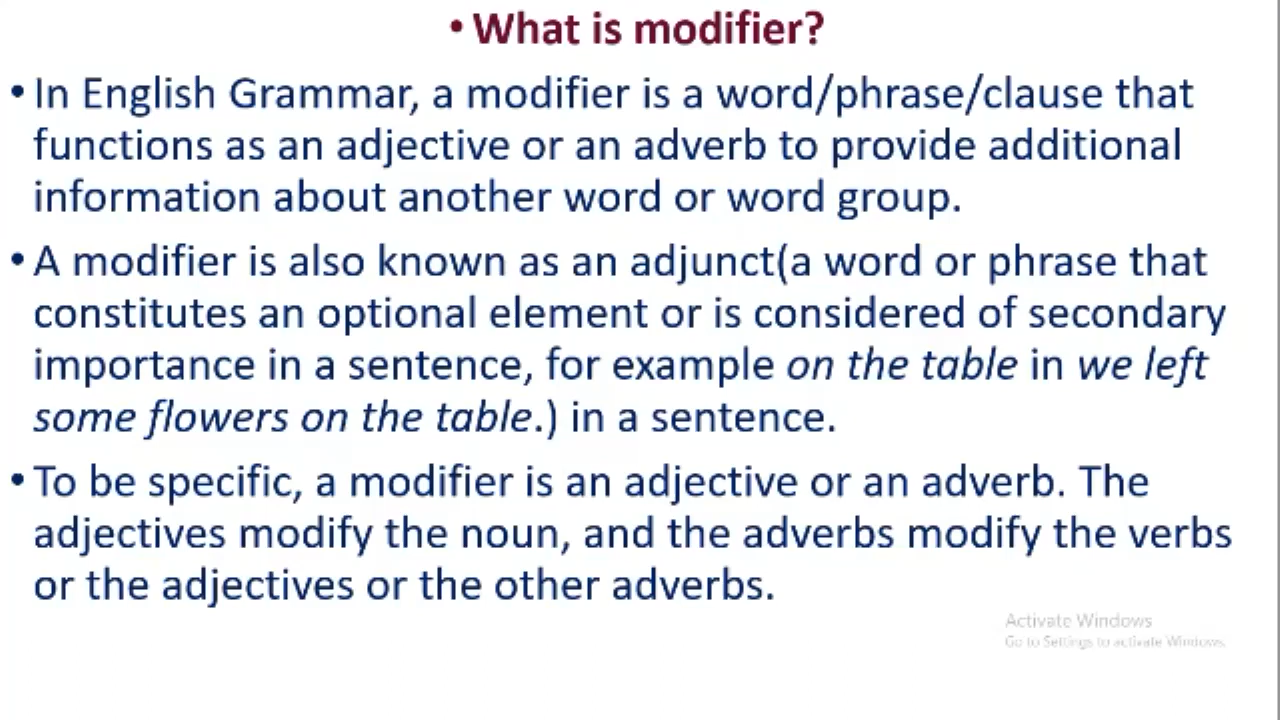 • What is modifier?
• In English Grammar, a modifier is a word/phrase/clause that
functions as an adjective or an adverb to provide additional
information about another word or word group.
• A modifier is also known as an adjunct(a word or phrase that
constitutes an optional element or is considered of secondary
importance in a sentence, for example on the table in we left
some flowers on the table.) in a sentence.
• To be specific, a modifier is an adjective or an adverb. The
adjectives modify the noun, and the adverbs modify the verbs
or the adjectives or the other adverbs.
Activate Windows
Go to Settings to activate Windows.